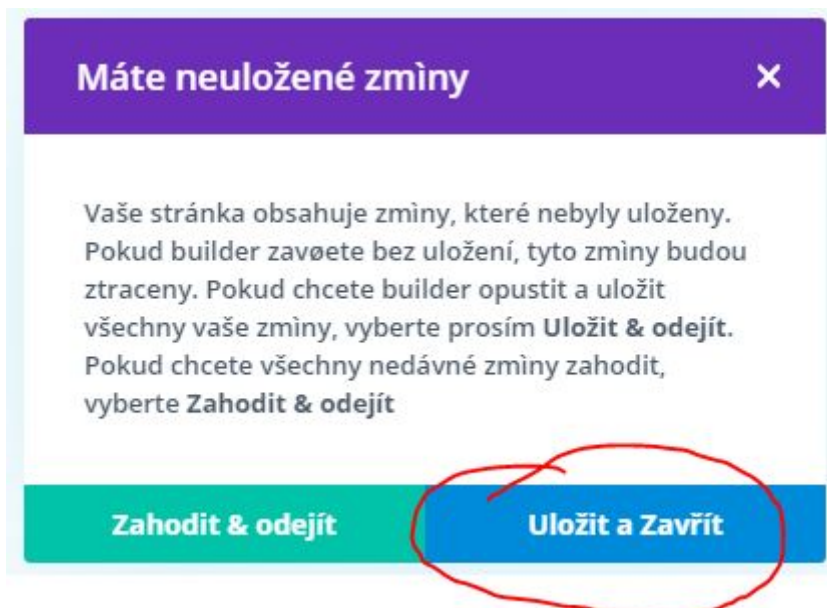 Máte neuložené zmìny
Vaše stránka obsahuje zmìny, které nebyly uloženy.
Pokud builder zavøete bez uložení, tyto zmìny budou
ztraceny. Pokud chcete builder opustit a uložit
všechny vaše zmìny, vyberte prosím Uložit & odejít.
Pokud chcete všechny nedávné zmìny zahodit,
vyberte Zahodit & odejít
Zahodit & odejít
Uložit a Zavřít